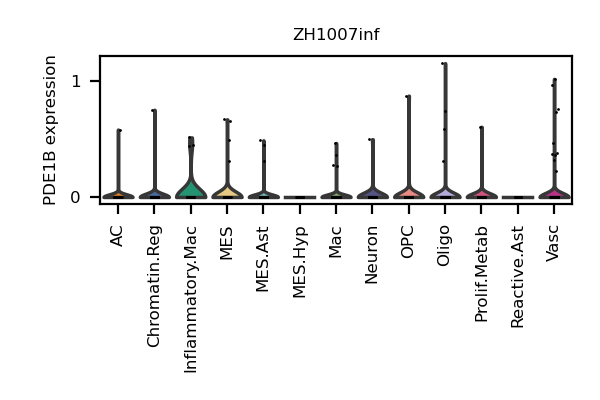 ZH1007inf
PDE1B expression
1
0
AC
Chromatin.Reg
Inflammatory.Mac
MES
MES.Ast
MES.Hyp
Mac
Neuron
OPC
Oligo
Prolif.Metab
Reactive.Ast
Vasc